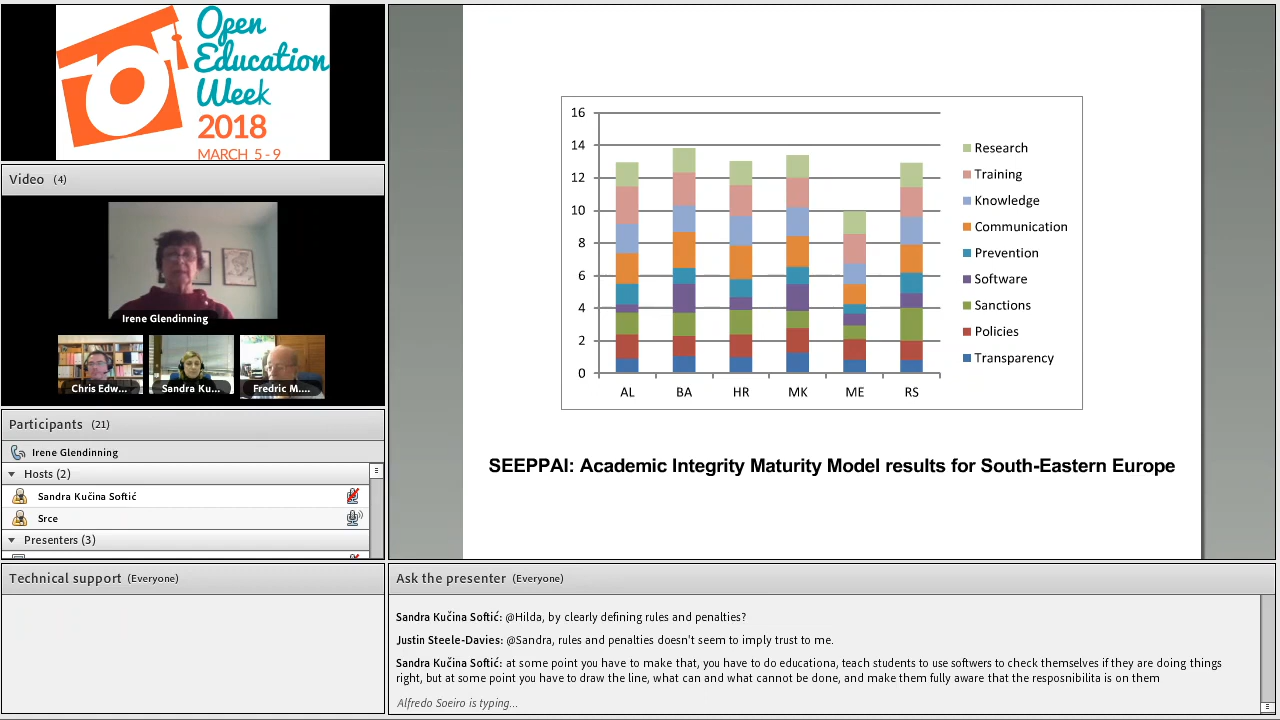 Open
Education
Week
2018
MARCH 5 - 9
Video (4)
Irene Glendinning
Chris Edw...
Sandra Ku...
Fredric M....
Participants (21)
Irene Glendinning
Hosts (2)
Sandra Kučina Softić
Srce
Presenters (3)
Technical support (Everyone)
16
14
12
10
8
6
4
2
0
AL BA HR MK ME RS
Research
Training
Knowledge
Communication
Prevention
Software
Sanctions
Policies
Transparency
SEEPPAI: Academic Integrity Maturity Model results for South-Eastern Europe
Ask the presenter (Everyone)
Sandra Kučina Softić: @Hilda, by clearly defining rules and penalties?
Justin Steele-Davies: @Sandra, rules and penalties doesn't seem to imply trust to me.
Sandra Kučina Softić: at some point you have to make that, you have to do educationa, teach students to use softwers to check themselves if they are doing things
right, but at some point you have to draw the line, what can and what cannot be done, and make them fully aware that the resposnibilita is on them
Alfredo Soeiro is typing...